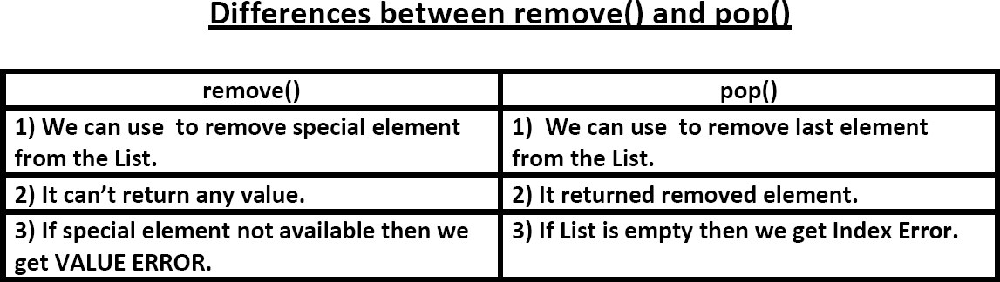 Differences between remove() and pop()
remove()
pop()
1) We can use to remove special element
from the List.
1) We can use to remove last element
from the List.
2) It can’t return any value.
2) It returned removed element.
3) If special element not available then we
get VALUE ERROR.
3) If List is empty then we get Index Error.